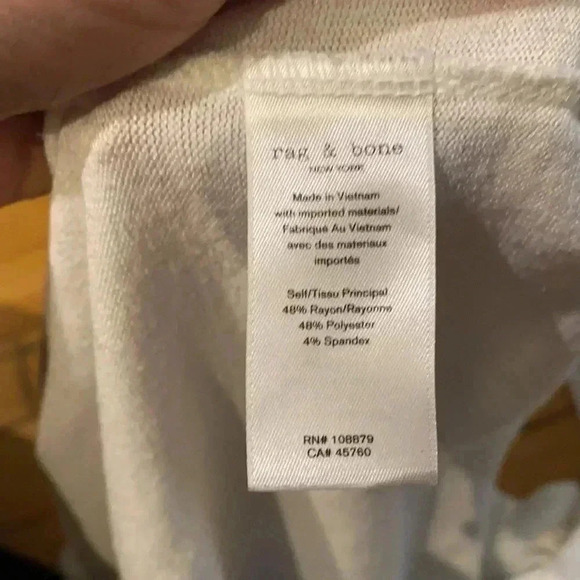 rag & bone
NEW YORK
Made in Vietnam
with imported materials/
Fabriqué Au Vietnam
avec des materiaux
importés
Self/Tissu Principal
48% Rayon/Rayonne
48% Polyester
4% Spandex
RN# 108879
CA# 45760